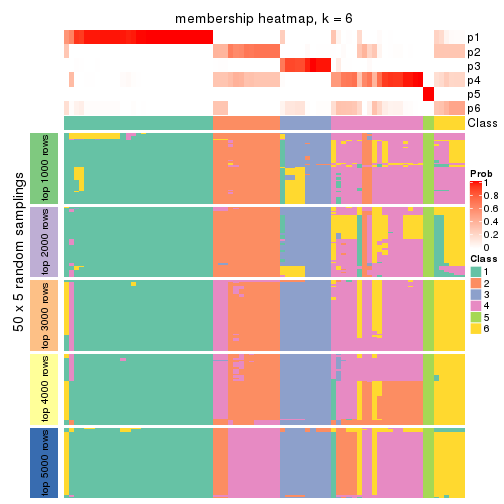 membership heatmap, k = 6
p1
p2
p3
p4
p5
p6
Class
50 x 5 random samplings
top 1000 rows
top 2000 rows
top 3000 rows
top 4000 rows
top 5000 rows
Prob
1
0.8
0.6
0.4
0.2
0
Class
1
2
3
4
5
6